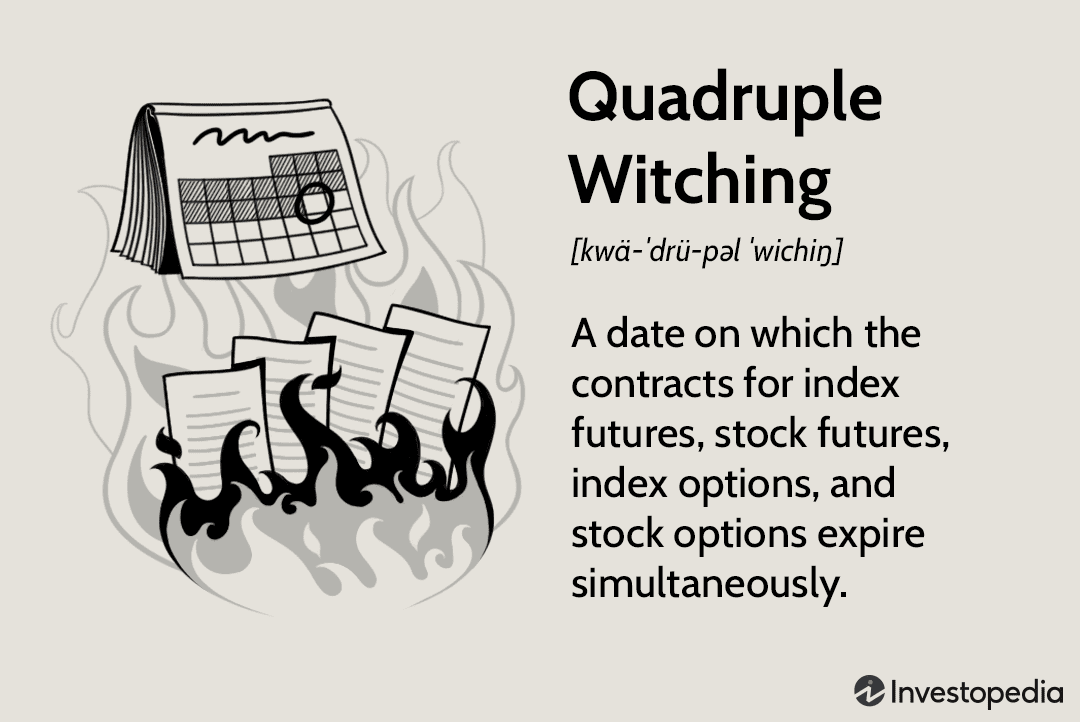 Quadruple
Witching
[kwä-ˈdrü-pəl ˈwichiŋ]
A date on which the
contracts for index
futures, stock futures,
index options, and
stock options expire
simultaneously.
Investopedia